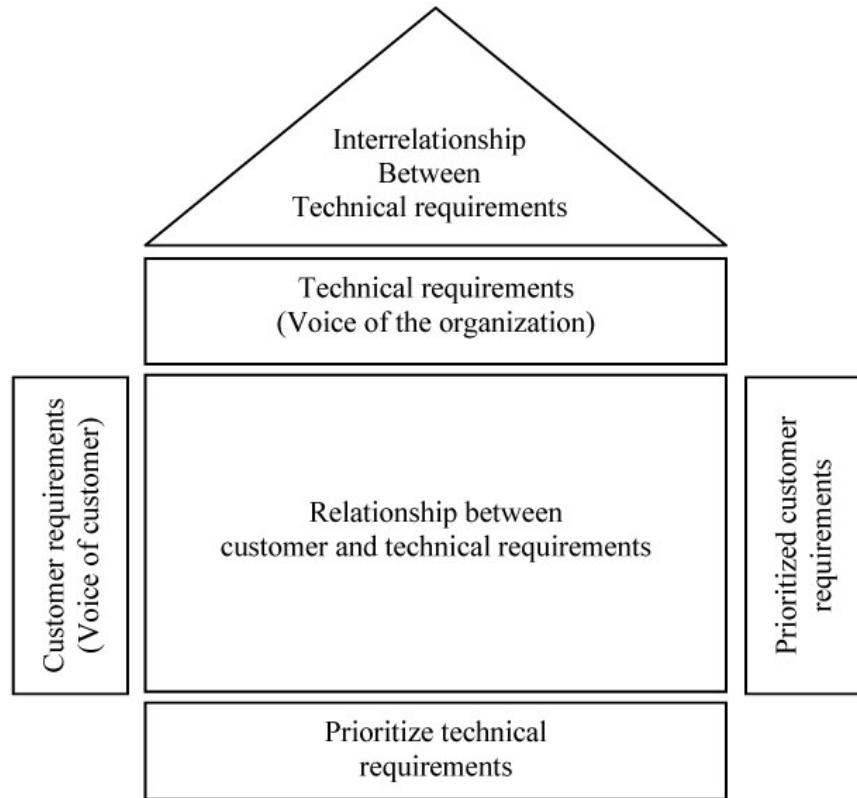 Interrelationship
Between
Technical requirements
Technical requirements
(Voice of the organization)
Customer requirements
(Voice of customer)
Relationship between
customer and technical requirements
Prioritized customer
requirements
Prioritize technical
requirements